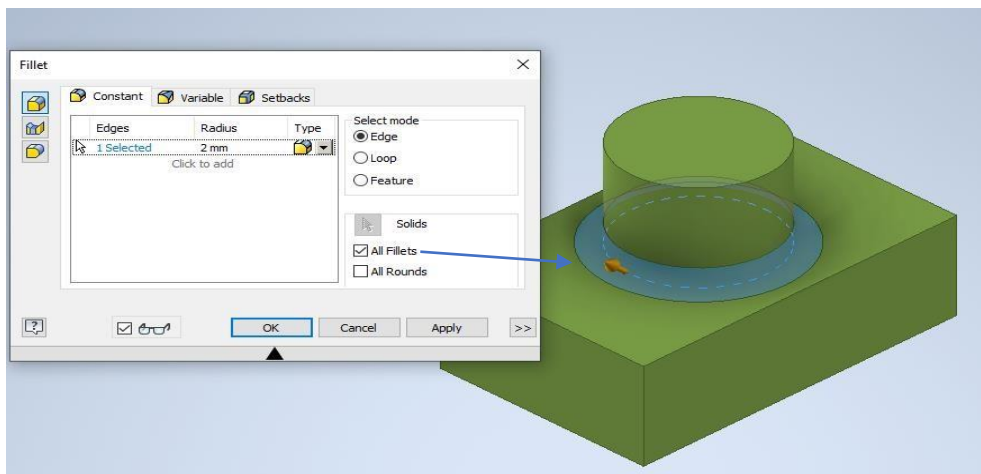 Fillet
Constant Variable Setbacks
Edges Radius Type
1 Selected 2 mm
Click to add
Select mode
Edge
Loop
Feature
Solids
All Fillets
All Rounds
?
OK Cancel Apply >>